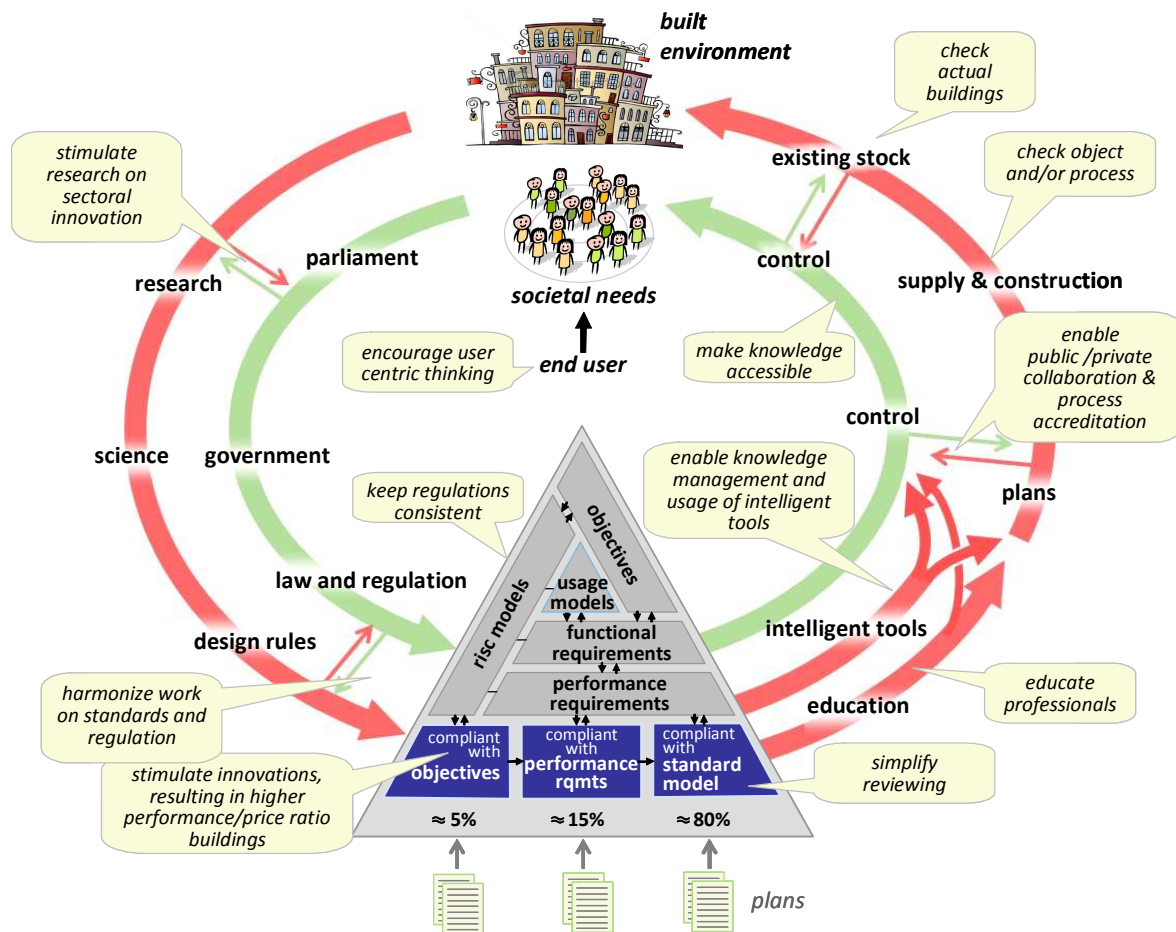 built
environment
check
actual
buildings
stimulate
research on
sectoral
innovation
existing stock
check object
and/or process
parliament
control
research
supply & construction
societal needs
end user
encourage user
centric thinking
make knowledge
accessible
enable
public /private
collaboration &
process
accreditation
control
science
government
enable knowledge
management and
usage of intelligent
tools
plans
keep regulations
consistent
objectives
law and regulation
usage
models
risc models
design rules
functional
requirements
intelligent tools
performance
requirements
education
educate
professionals
harmonize work
on standards and
regulation
compliant
with
objectives
compliant
with
performance
rqmts
compliant
with
standard
model
stimulate innovations,
resulting in higher
performance/price ratio
buildings
simplify
reviewing
≈ 5%
≈ 15%
≈ 80%
plans